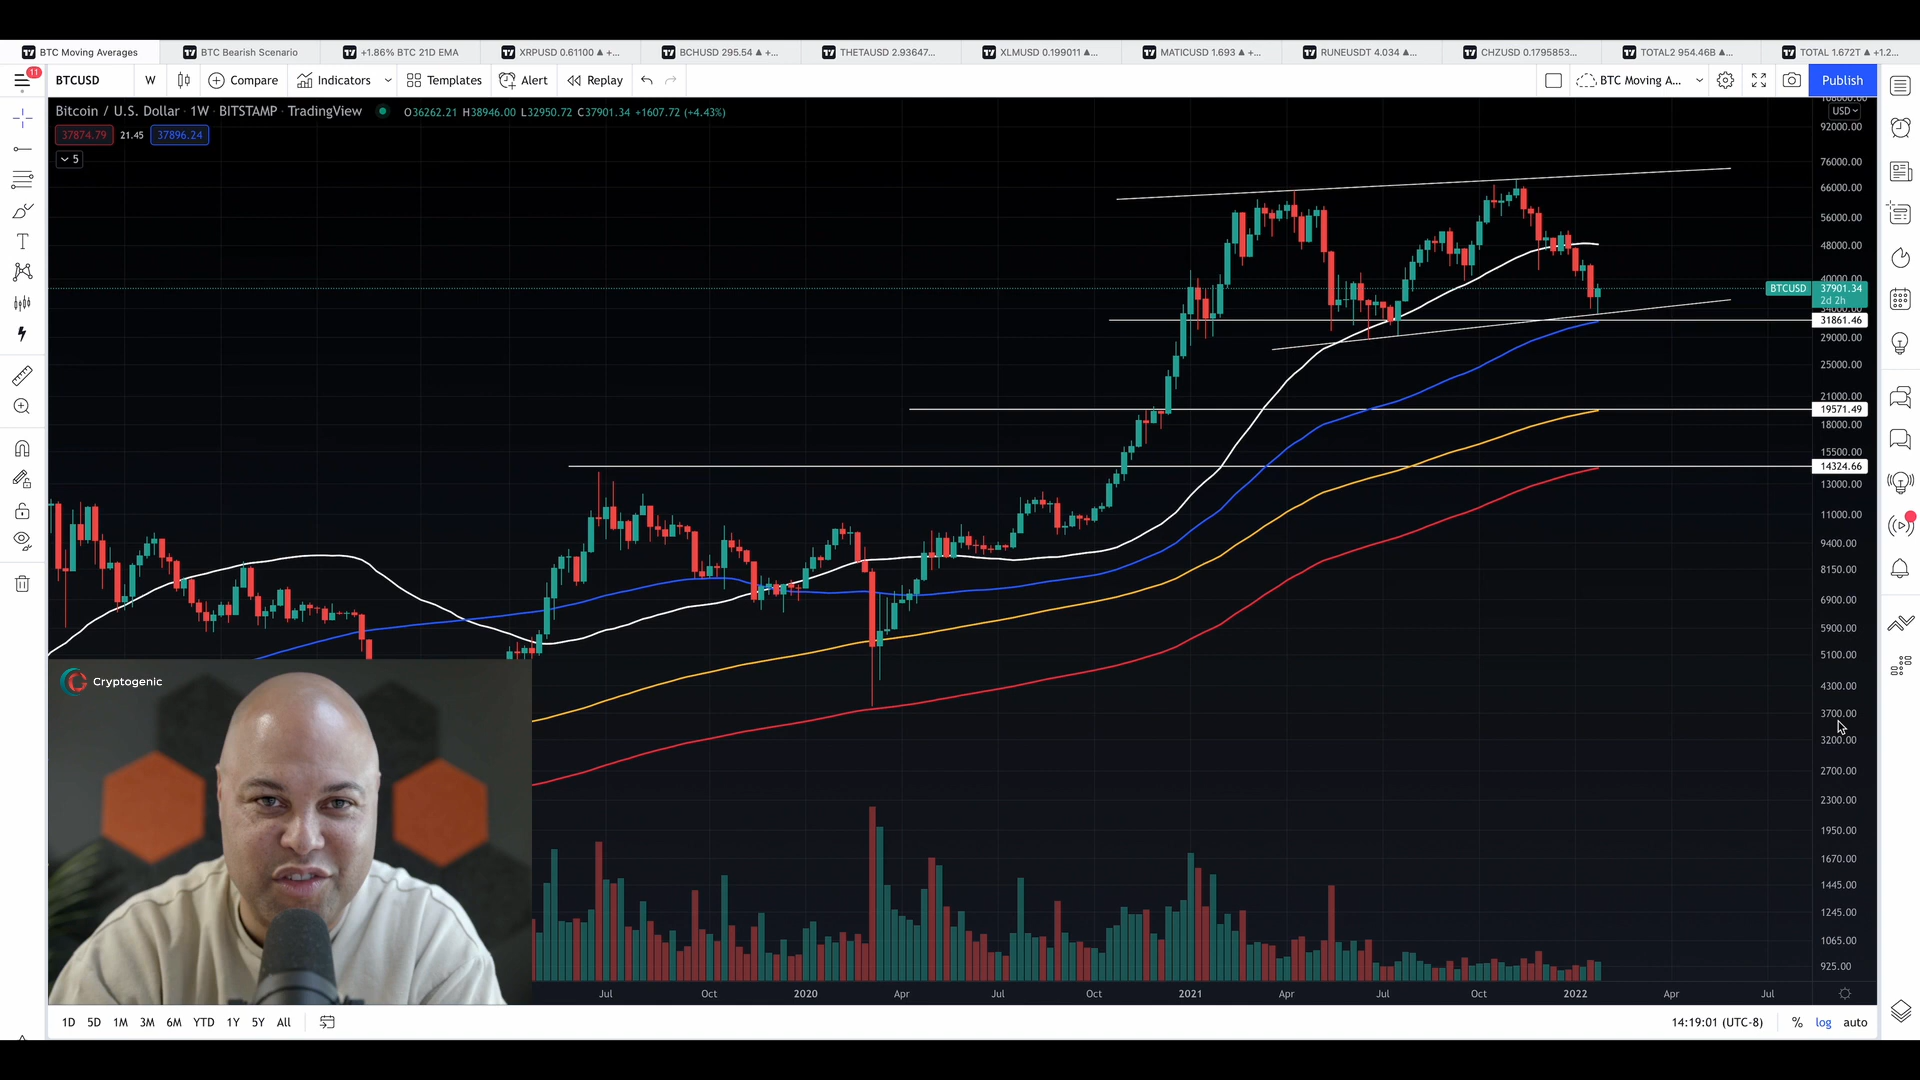 BTC Moving Averages
BTC Bearish Scenario
+1.86% BTC 21D EMA
XRPUSD 0.61100 ▲ +...
BCHUSD 295.54 ▲ +...
THETAUSD 2.93647...
XLMUSD 0.199011 ▲...
MATICUSD 1.693 ▲ +...
RUNEUSDT 4.034 ▲...
CHZUSD 0.1795853...
TOTAL2 954.46B ▲...
TOTAL 1.672T ▲ +1.2...
11
BTCUSD W Compare Indicators Templates Alert Replay
BTC Moving A... Publish
Bitcoin / U.S. Dollar · 1W · BITSTAMP · TradingView O36262.21 H38946.00 L32950.72 C37901.34 +1607.72 (+4.43%)
37874.79 21.45 37896.24
5
USD
92000.00
76000.00
66000.00
56000.00
48000.00
40000.00
BTCUSD 37901.34
2d 2h
34000.00
31861.46
29000.00
25000.00
21000.00
19571.49
18000.00
15500.00
14324.66
13000.00
11000.00
9400.00
8150.00
6900.00
5900.00
5100.00
4300.00
3700.00
3200.00
2700.00
2300.00
1950.00
1670.00
1445.00
1245.00
1065.00
925.00
Cryptogenic
Jul Oct 2020 Apr Jul Oct 2021 Apr Jul Oct 2022 Apr Jul
1D 5D 1M 3M 6M YTD 1Y 5Y All
14:19:01 (UTC-8) % log auto